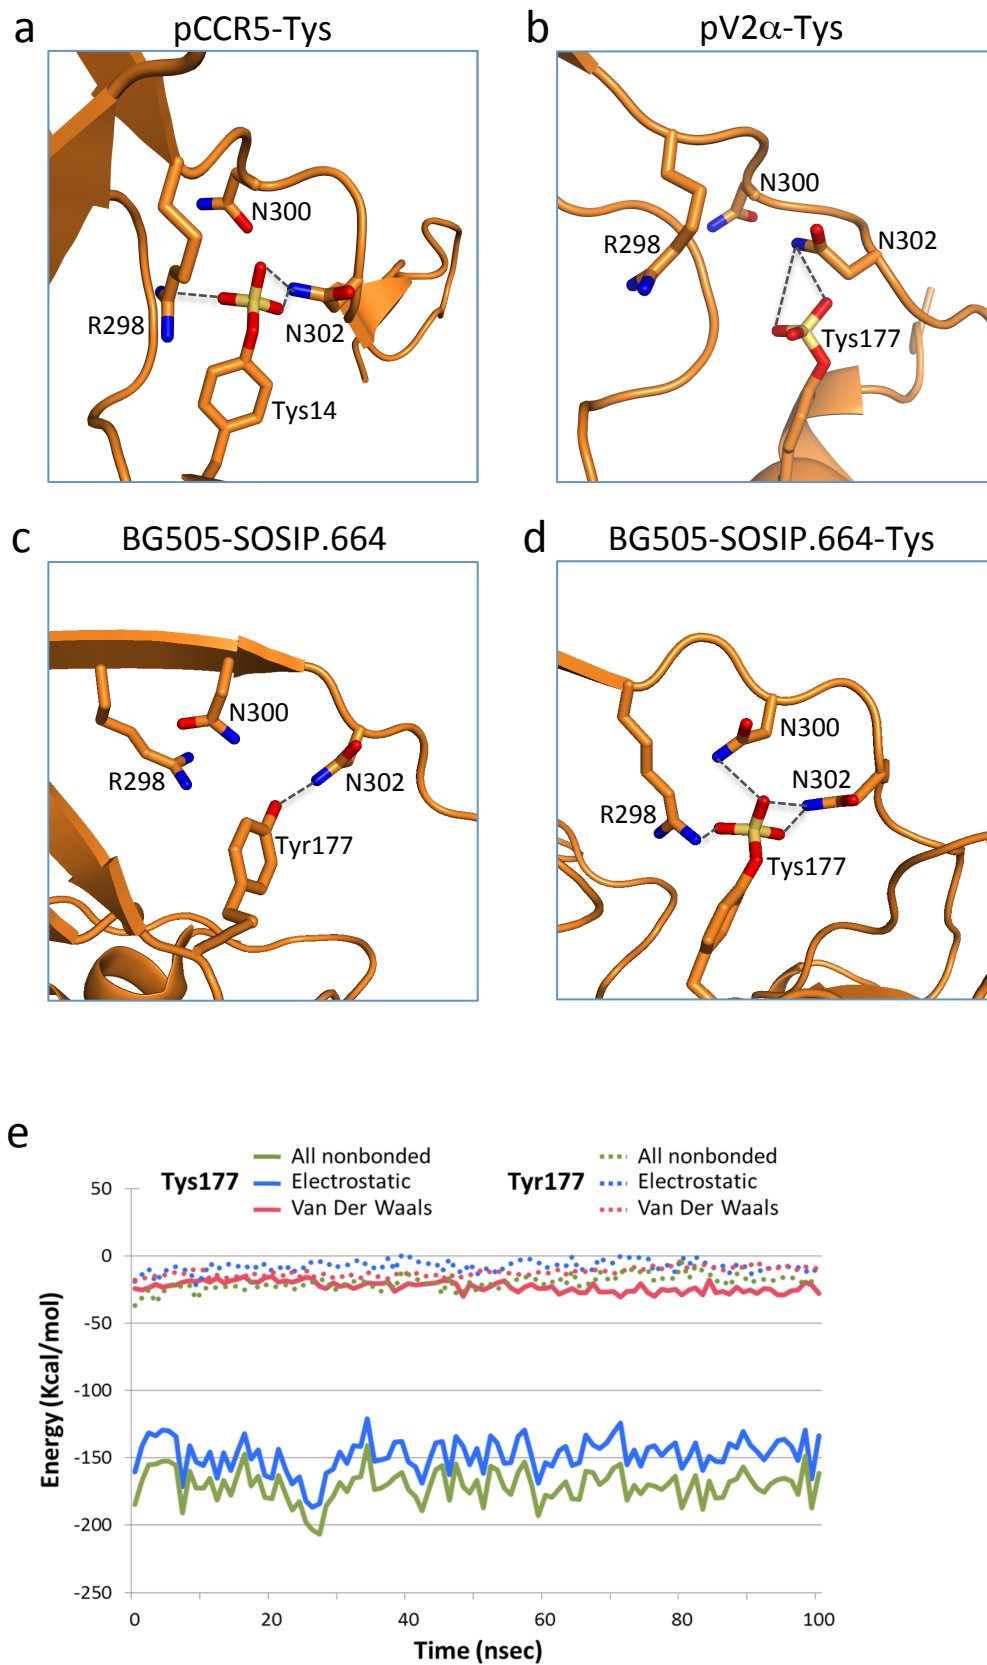 a pCCR5-Tys
N300
R298
N302
Tys14
b pV2α-Tys
N300
R298
N302
Tys177
c BG505-SOSIP.664
N300
R298
N302
Tyr177
d BG505-SOSIP.664-Tys
N300
N302
R298
Tys177
e
Tys177
All nonbonded
Electrostatic
Van Der Waals
Tyr177
All nonbonded
Electrostatic
Van Der Waals
Energy (Kcal/mol)
50
0
-50
-100
-150
-200
-250
0 20 40 60 80 100
Time (nsec)